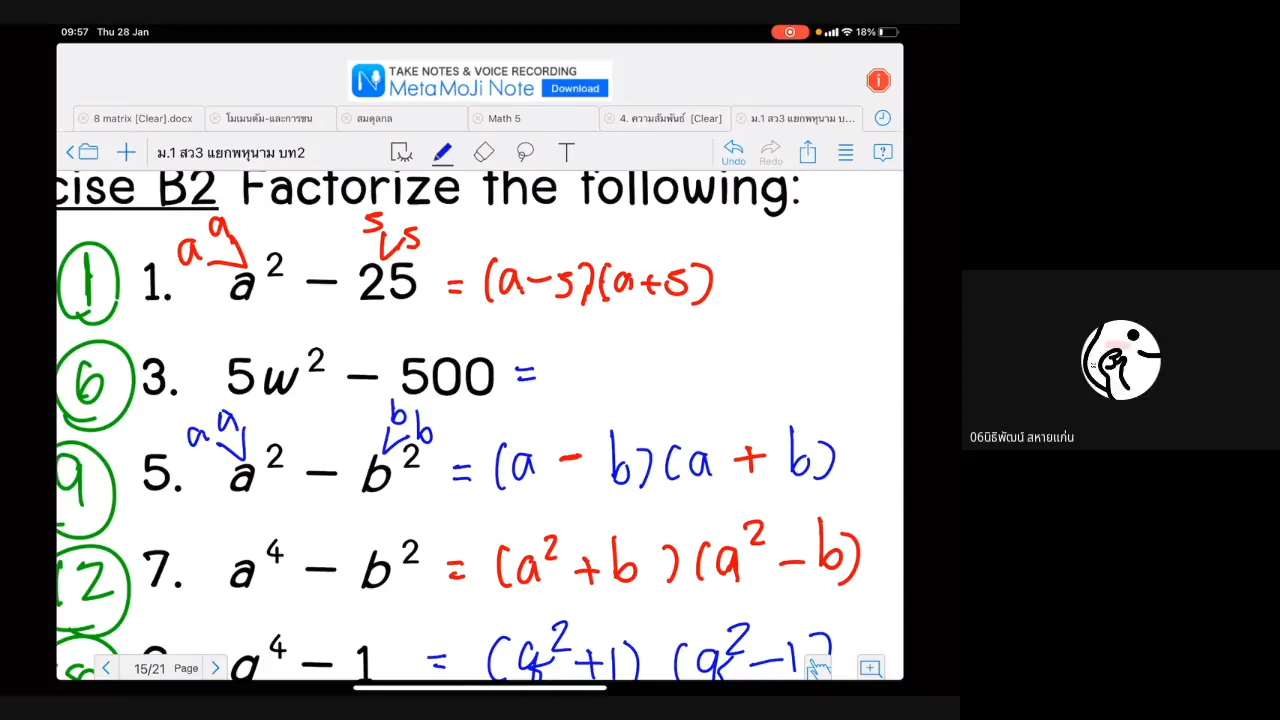 09:57 Thu 28 Jan
18%
TAKE NOTES & VOICE RECORDING
MetaMoJi Note Download
8 matrix [Clear].docx
โมเมนตัม-และการชน
สมดุลกล
Math 5
4. ความสัมพันธ์ [Clear]
ม.1 สว3 แยกพหุนาม บ...
ม.1 สว3 แยกพหุนาม บท2
T
Undo
Redo
cise B2 Factorize the following:
a a 5 5
1 1. a² − 25 = (a−5)(a+5)
6 3. 5w² − 500 =
a a b b
9 5. a² − b² = (a − b)(a + b)
12 7. a⁴ − b² = (a² + b)(a² − b)
a⁴ − 1 = (a²+1) (a²−1)
15/21 Page
06นิธิพัฒน์ สหายแก่น